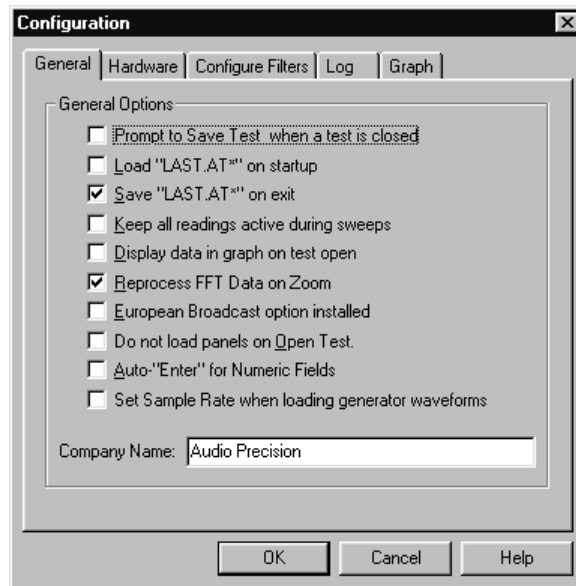 Configuration
General Hardware Configure Filters Log Graph
General Options
Prompt to Save Test when a test is closed
Load "LAST.AT*" on startup
Save "LAST.AT*" on exit
Keep all readings active during sweeps
Display data in graph on test open
Reprocess FFT Data on Zoom
European Broadcast option installed
Do not load panels on Open Test.
Auto-"Enter" for Numeric Fields
Set Sample Rate when loading generator waveforms
Company Name: Audio Precision
OK Cancel Help